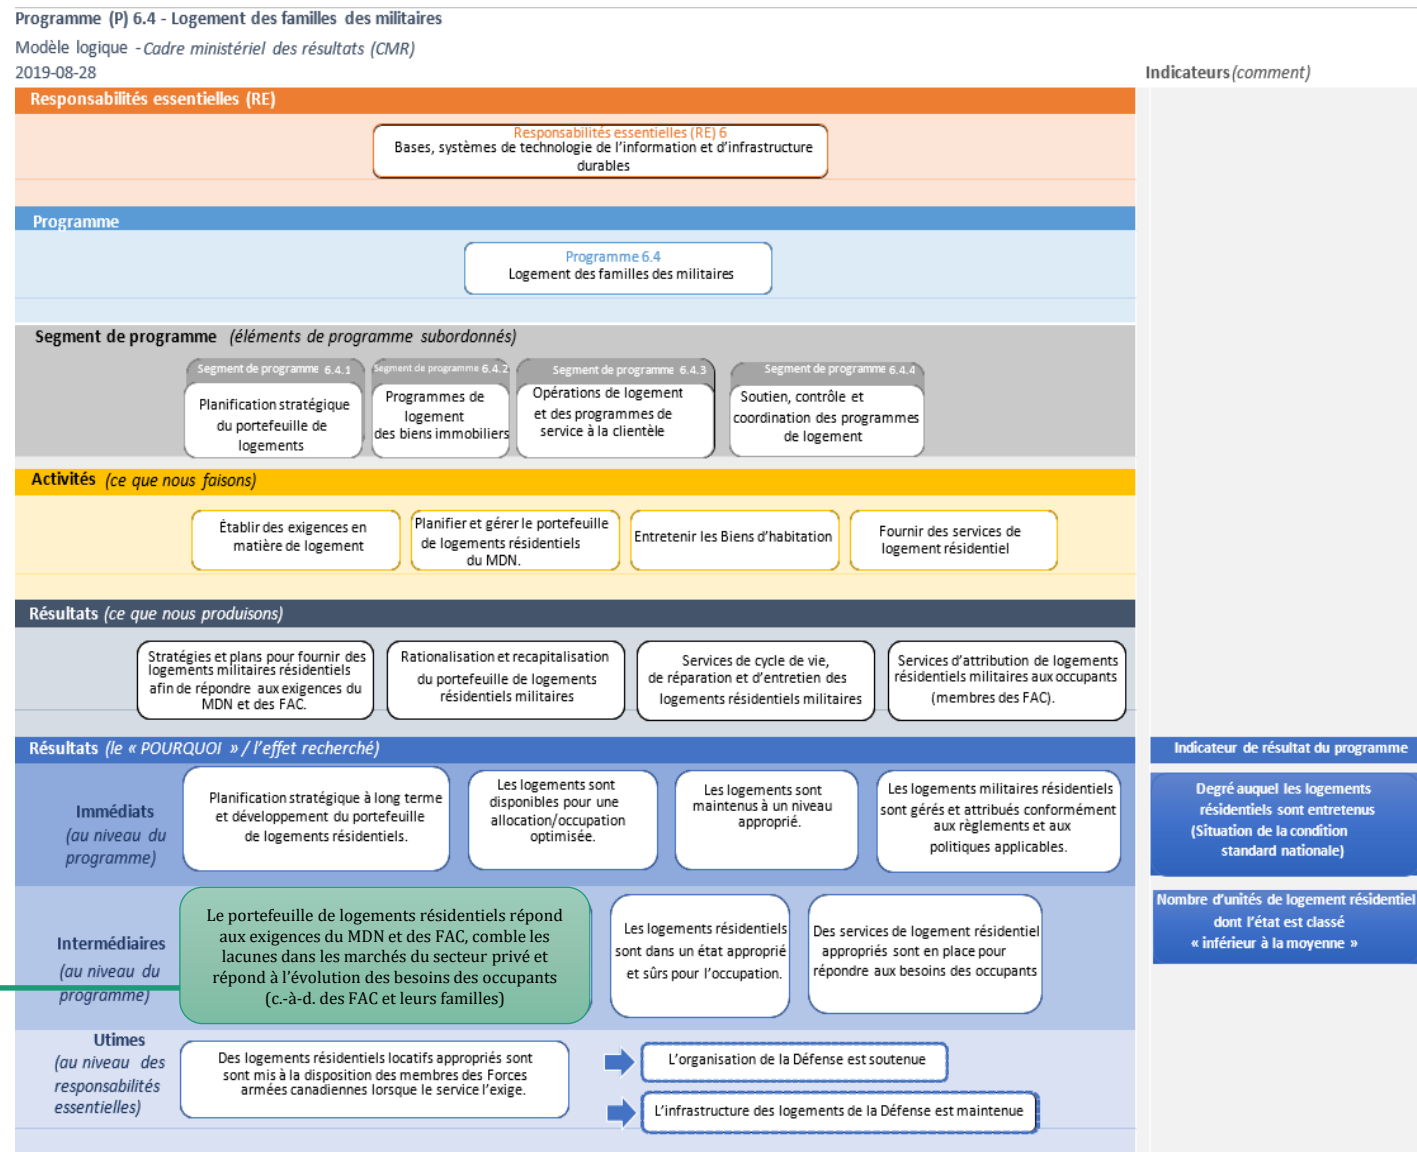 Programme (P) 6.4 - Logement des familles des militaires
Modèle logique - Cadre ministériel des résultats (CMR)
2019-08-28
Indicateurs (comment)
Responsabilités essentielles (RE)
Responsabilités essentielles (RE) 6
Bases, systèmes de technologie de l'information et d'infrastructure
durables
Programme
Programme 6.4
Logement des familles des militaires
Segment de programme (éléments de programme subordonnés)
Segment de programme 6.4.1
Planification stratégique
du portefeuille de
logements
Segment de programme 6.4.2
Programmes de
logement
des biens immobiliers
Segment de programme 6.4.3
Opérations de logement
et des programmes de
service à la clientèle
Segment de programme 6.4.4
Soutien, contrôle et
coordination des programmes
de logement
Activités (ce que nous faisons)
Établir des exigences en
matière de logement
Planifier et gérer le portefeuille
de logements résidentiels
du MDN.
Entretenir les Biens d'habitation
Fournir des services de
logement résidentiel
Résultats (ce que nous produisons)
Stratégies et plans pour fournir des
logements militaires résidentiels
afin de répondre aux exigences du
MDN et des FAC.
Rationalisation et recapitalisation
du portefeuille de logements
résidentiels militaires
Services de cycle de vie,
de réparation et d'entretien des
logements résidentiels militaires
Services d'attribution de logements
résidentiels militaires aux occupants
(membres des FAC).
Résultats (le « POURQUOI » / l'effet recherché)
Indicateur de résultat du programme
Immédiats
(au niveau du
programme)
Planification stratégique à long terme
et développement du portefeuille
de logements résidentiels.
Les logements sont
disponibles pour une
allocation/occupation
optimisée.
Les logements sont
maintenus à un niveau
approprié.
Les logements militaires résidentiels
sont gérés et attribués conformément
aux règlements et aux
politiques applicables.
Degré auquel les logements
résidentiels sont entretenus
(Situation de la condition
standard nationale)
Intermédiaires
(au niveau du
programme)
Le portefeuille de logements résidentiels répond
aux exigences du MDN et des FAC, comble les
lacunes dans les marchés du secteur privé et
répond à l'évolution des besoins des occupants
(c.-à-d. des FAC et leurs familles)
Les logements résidentiels
sont dans un état approprié
et sûrs pour l'occupation.
Des services de logement résidentiel
appropriés sont en place pour
répondre aux besoins des occupants
Nombre d'unités de logement résidentiel
dont l'état est classé
« inférieur à la moyenne »
Utimes
(au niveau des
responsabilités
essentielles)
Des logements résidentiels locatifs appropriés sont
sont mis à la disposition des membres des Forces
armées canadiennes lorsque le service l'exige.
L'organisation de la Défense est soutenue
L'infrastructure des logements de la Défense est maintenue